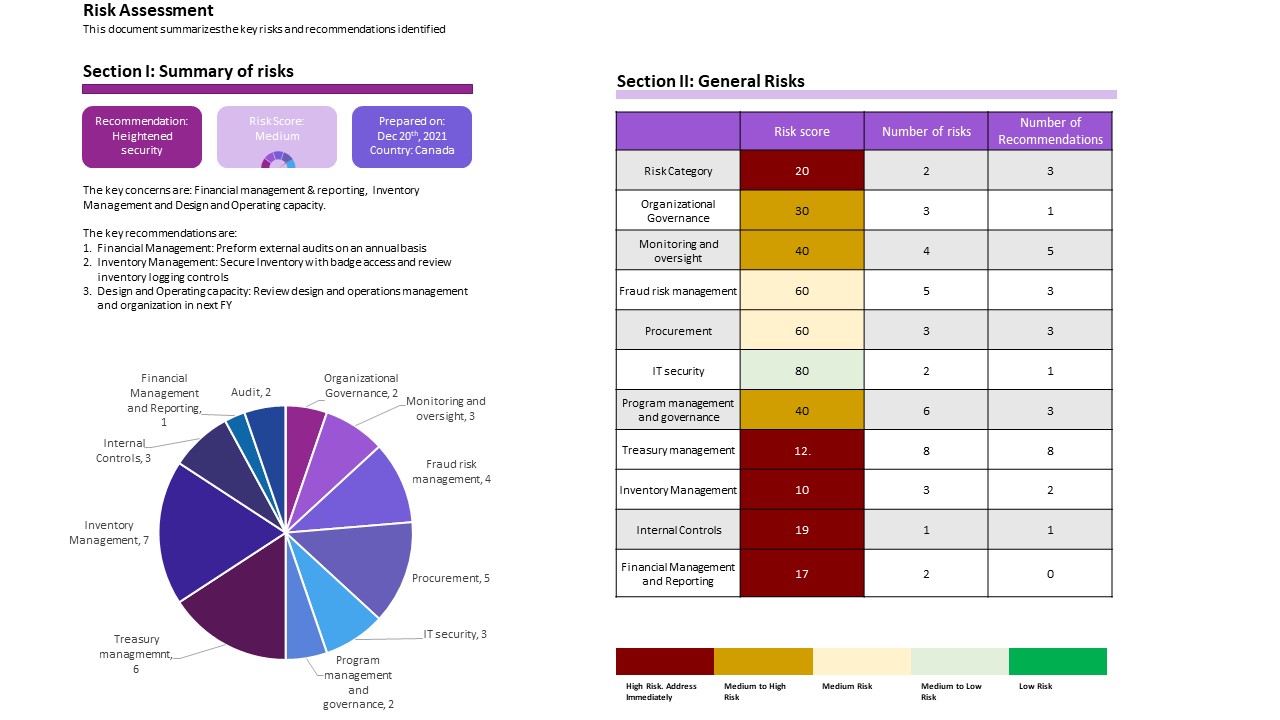 Risk Assessment
This document summarizes the key risks and recommendations identified
Section I: Summary of risks
Recommendation:
Heightened
security
Risk Score:
Medium
Prepared on:
Dec 20th, 2021
Country: Canada
The key concerns are: Financial management & reporting, Inventory
Management and Design and Operating capacity.
The key recommendations are:
1. Financial Management: Preform external audits on an annual basis
2. Inventory Management: Secure Inventory with badge access and review
inventory logging controls
3. Design and Operating capacity: Review design and operations management
and organization in next FY
Financial
Management
and Reporting,
1
Audit, 2
Organizational
Governance, 2
Monitoring and
oversight, 3
Internal
Controls, 3
Fraud risk
management, 4
Inventory
Management, 7
Procurement, 5
Treasury
managmemnt,
6
IT security, 3
Program
management
and
governance, 2
Section II: General Risks
Risk score
Number of risks
Number of
Recommendations
Risk Category 20 2 3
Organizational
Governance
30 3 1
Monitoring and
oversight
40 4 5
Fraud risk management 60 5 3
Procurement 60 3 3
IT security 80 2 1
Program management
and governance
40 6 3
Treasury management 12. 8 8
Inventory Management 10 3 2
Internal Controls 19 1 1
Financial Management
and Reporting
17 2 0
High Risk. Address
Immediately
Medium to High
Risk
Medium Risk
Medium to Low
Risk
Low Risk